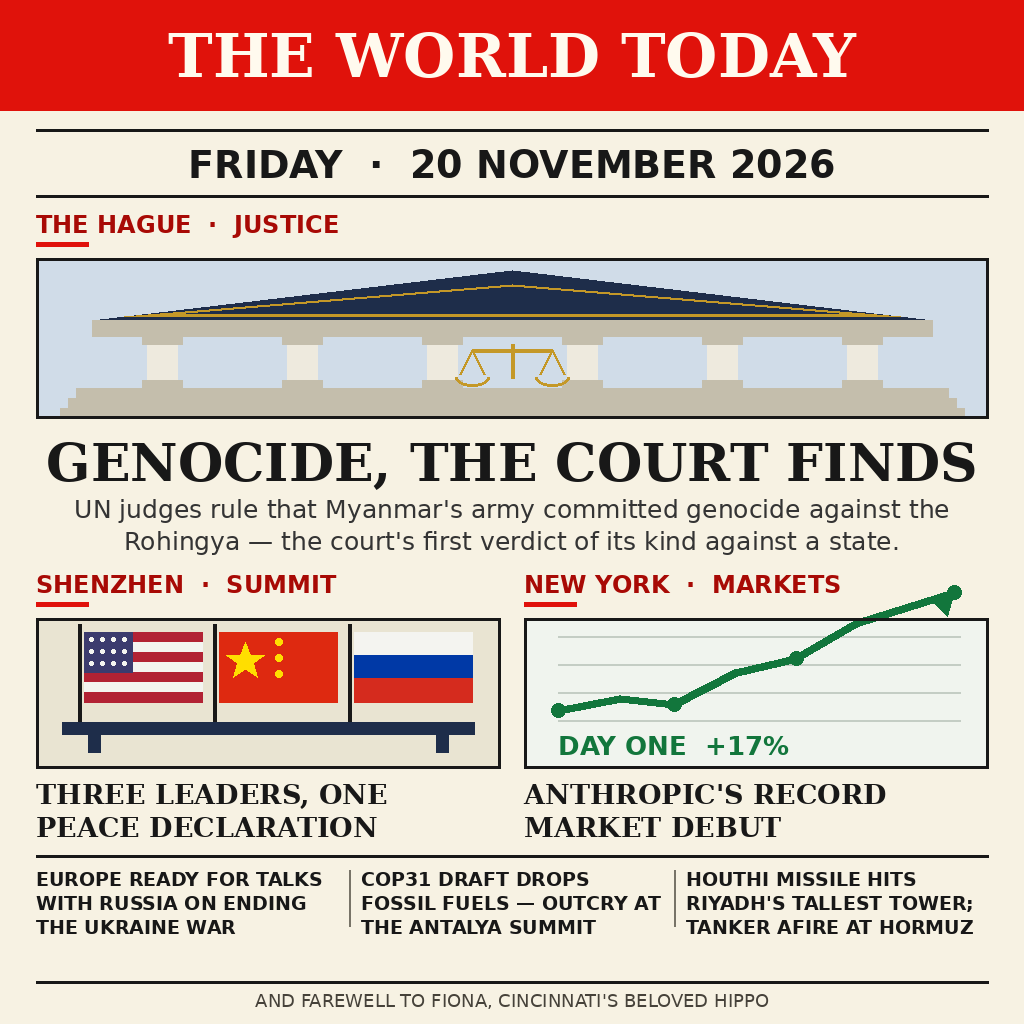 THE WORLD TODAY
FRIDAY · 20 NOVEMBER 2026
THE HAGUE · JUSTICE
GENOCIDE, THE COURT FINDS
UN judges rule that Myanmar's army committed genocide against the
Rohingya — the court's first verdict of its kind against a state.
SHENZHEN · SUMMIT
THREE LEADERS, ONE
PEACE DECLARATION
NEW YORK · MARKETS
DAY ONE +17%
ANTHROPIC'S RECORD
MARKET DEBUT
EUROPE READY FOR TALKS
WITH RUSSIA ON ENDING
THE UKRAINE WAR
COP31 DRAFT DROPS
FOSSIL FUELS — OUTCRY AT
THE ANTALYA SUMMIT
HOUTHI MISSILE HITS
RIYADH'S TALLEST TOWER;
TANKER AFIRE AT HORMUZ
AND FAREWELL TO FIONA, CINCINNATI'S BELOVED HIPPO